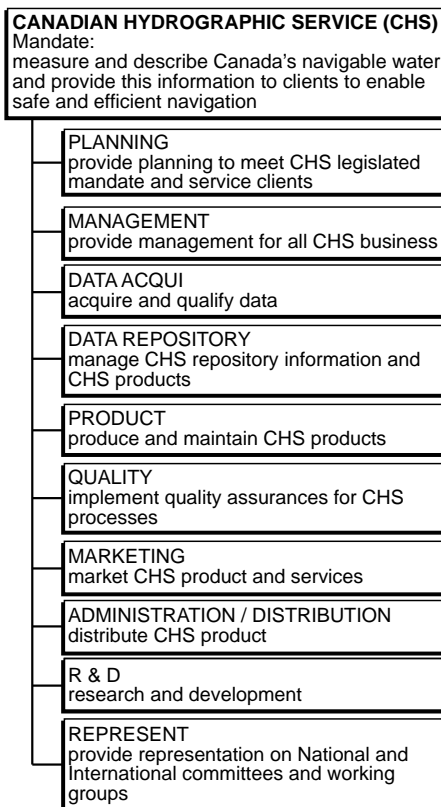 CANADIAN HYDROGRAPHIC SERVICE (CHS)
Mandate:
measure and describe Canada's navigable water
and provide this information to clients to enable
safe and efficient navigation
PLANNING
provide planning to meet CHS legislated
mandate and service clients
MANAGEMENT
provide management for all CHS business
DATA ACQUI
acquire and qualify data
DATA REPOSITORY
manage CHS repository information and
CHS products
PRODUCT
produce and maintain CHS products
QUALITY
implement quality assurances for CHS
processes
MARKETING
market CHS product and services
ADMINISTRATION / DISTRIBUTION
distribute CHS product
R & D
research and development
REPRESENT
provide representation on National and
International committees and working
groups